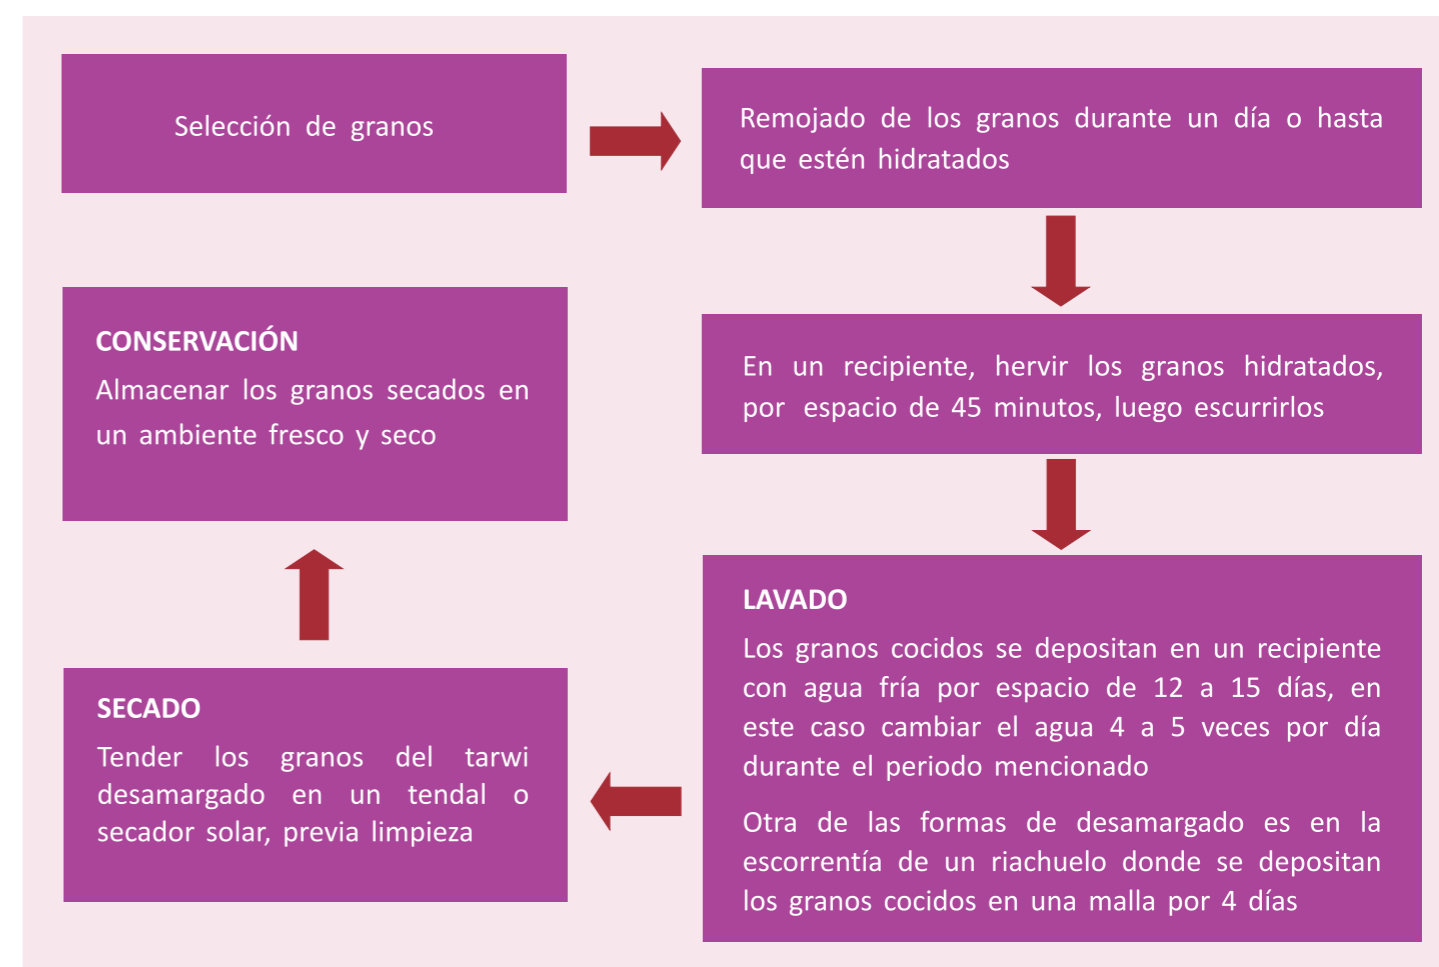 Selección de granos
Remojado de los granos durante un día o hasta
que estén hidratados
En un recipiente, hervir los granos hidratados,
por espacio de 45 minutos, luego escurrirlos
LAVADO
Los granos cocidos se depositan en un recipiente
con agua fría por espacio de 12 a 15 días, en
este caso cambiar el agua 4 a 5 veces por día
durante el periodo mencionado
Otra de las formas de desamargado es en la
escorrentía de un riachuelo donde se depositan
los granos cocidos en una malla por 4 días
SECADO
Tender los granos del tarwi
desamargado en un tendal o
secador solar, previa limpieza
CONSERVACIÓN
Almacenar los granos secados en
un ambiente fresco y seco